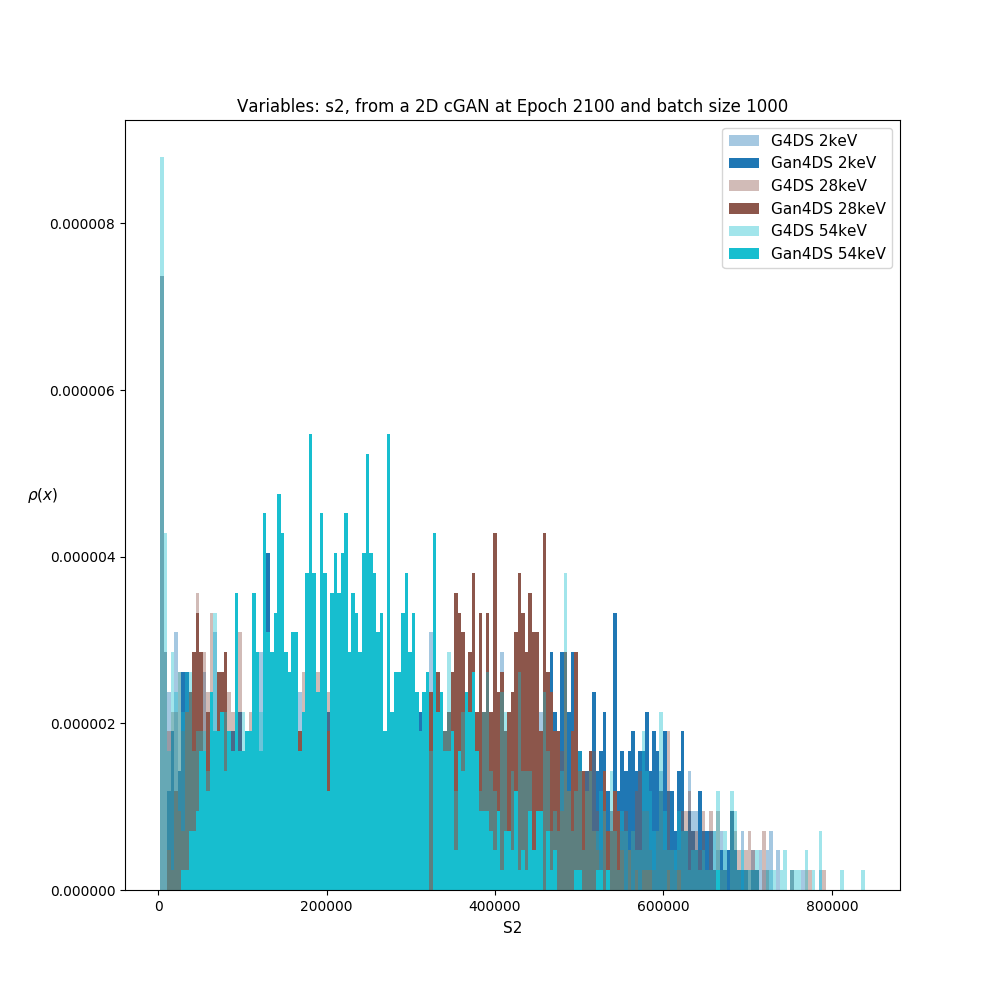 Variables: s2, from a 2D cGAN at Epoch 2100 and batch size 1000
G4DS 2keV
Gan4DS 2keV
G4DS 28keV
Gan4DS 28keV
G4DS 54keV
Gan4DS 54keV
0.000008
0.000006
ρ(x)
0.000004
0.000002
0.000000
0 200000 400000 600000 800000
S2